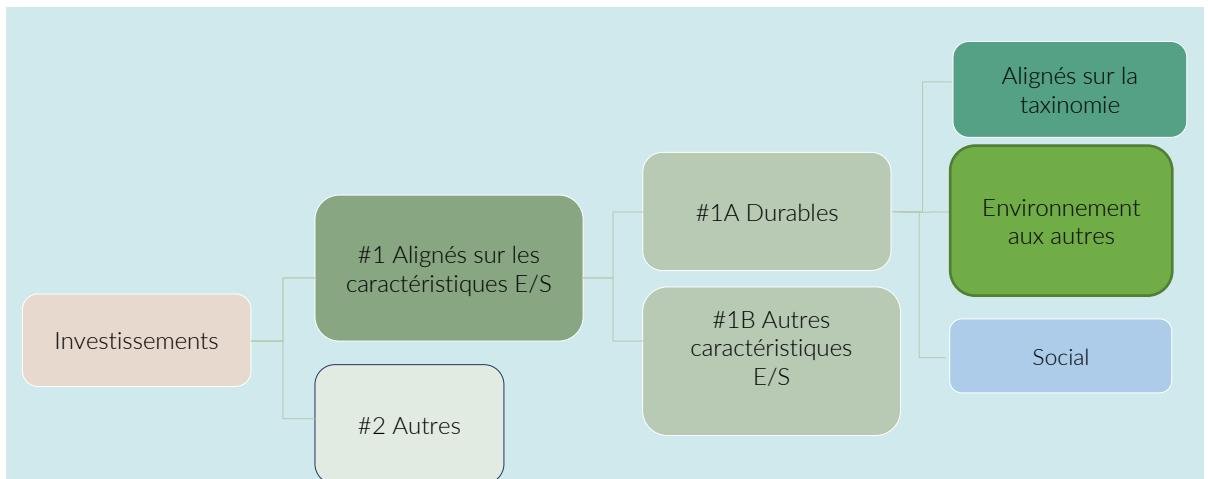 Investissements
#1 Alignés sur les
caractéristiques E/S
#2 Autres
#1A Durables
#1B Autres
caractéristiques
E/S
Alignés sur la
taxinomie
Environnement
aux autres
Social